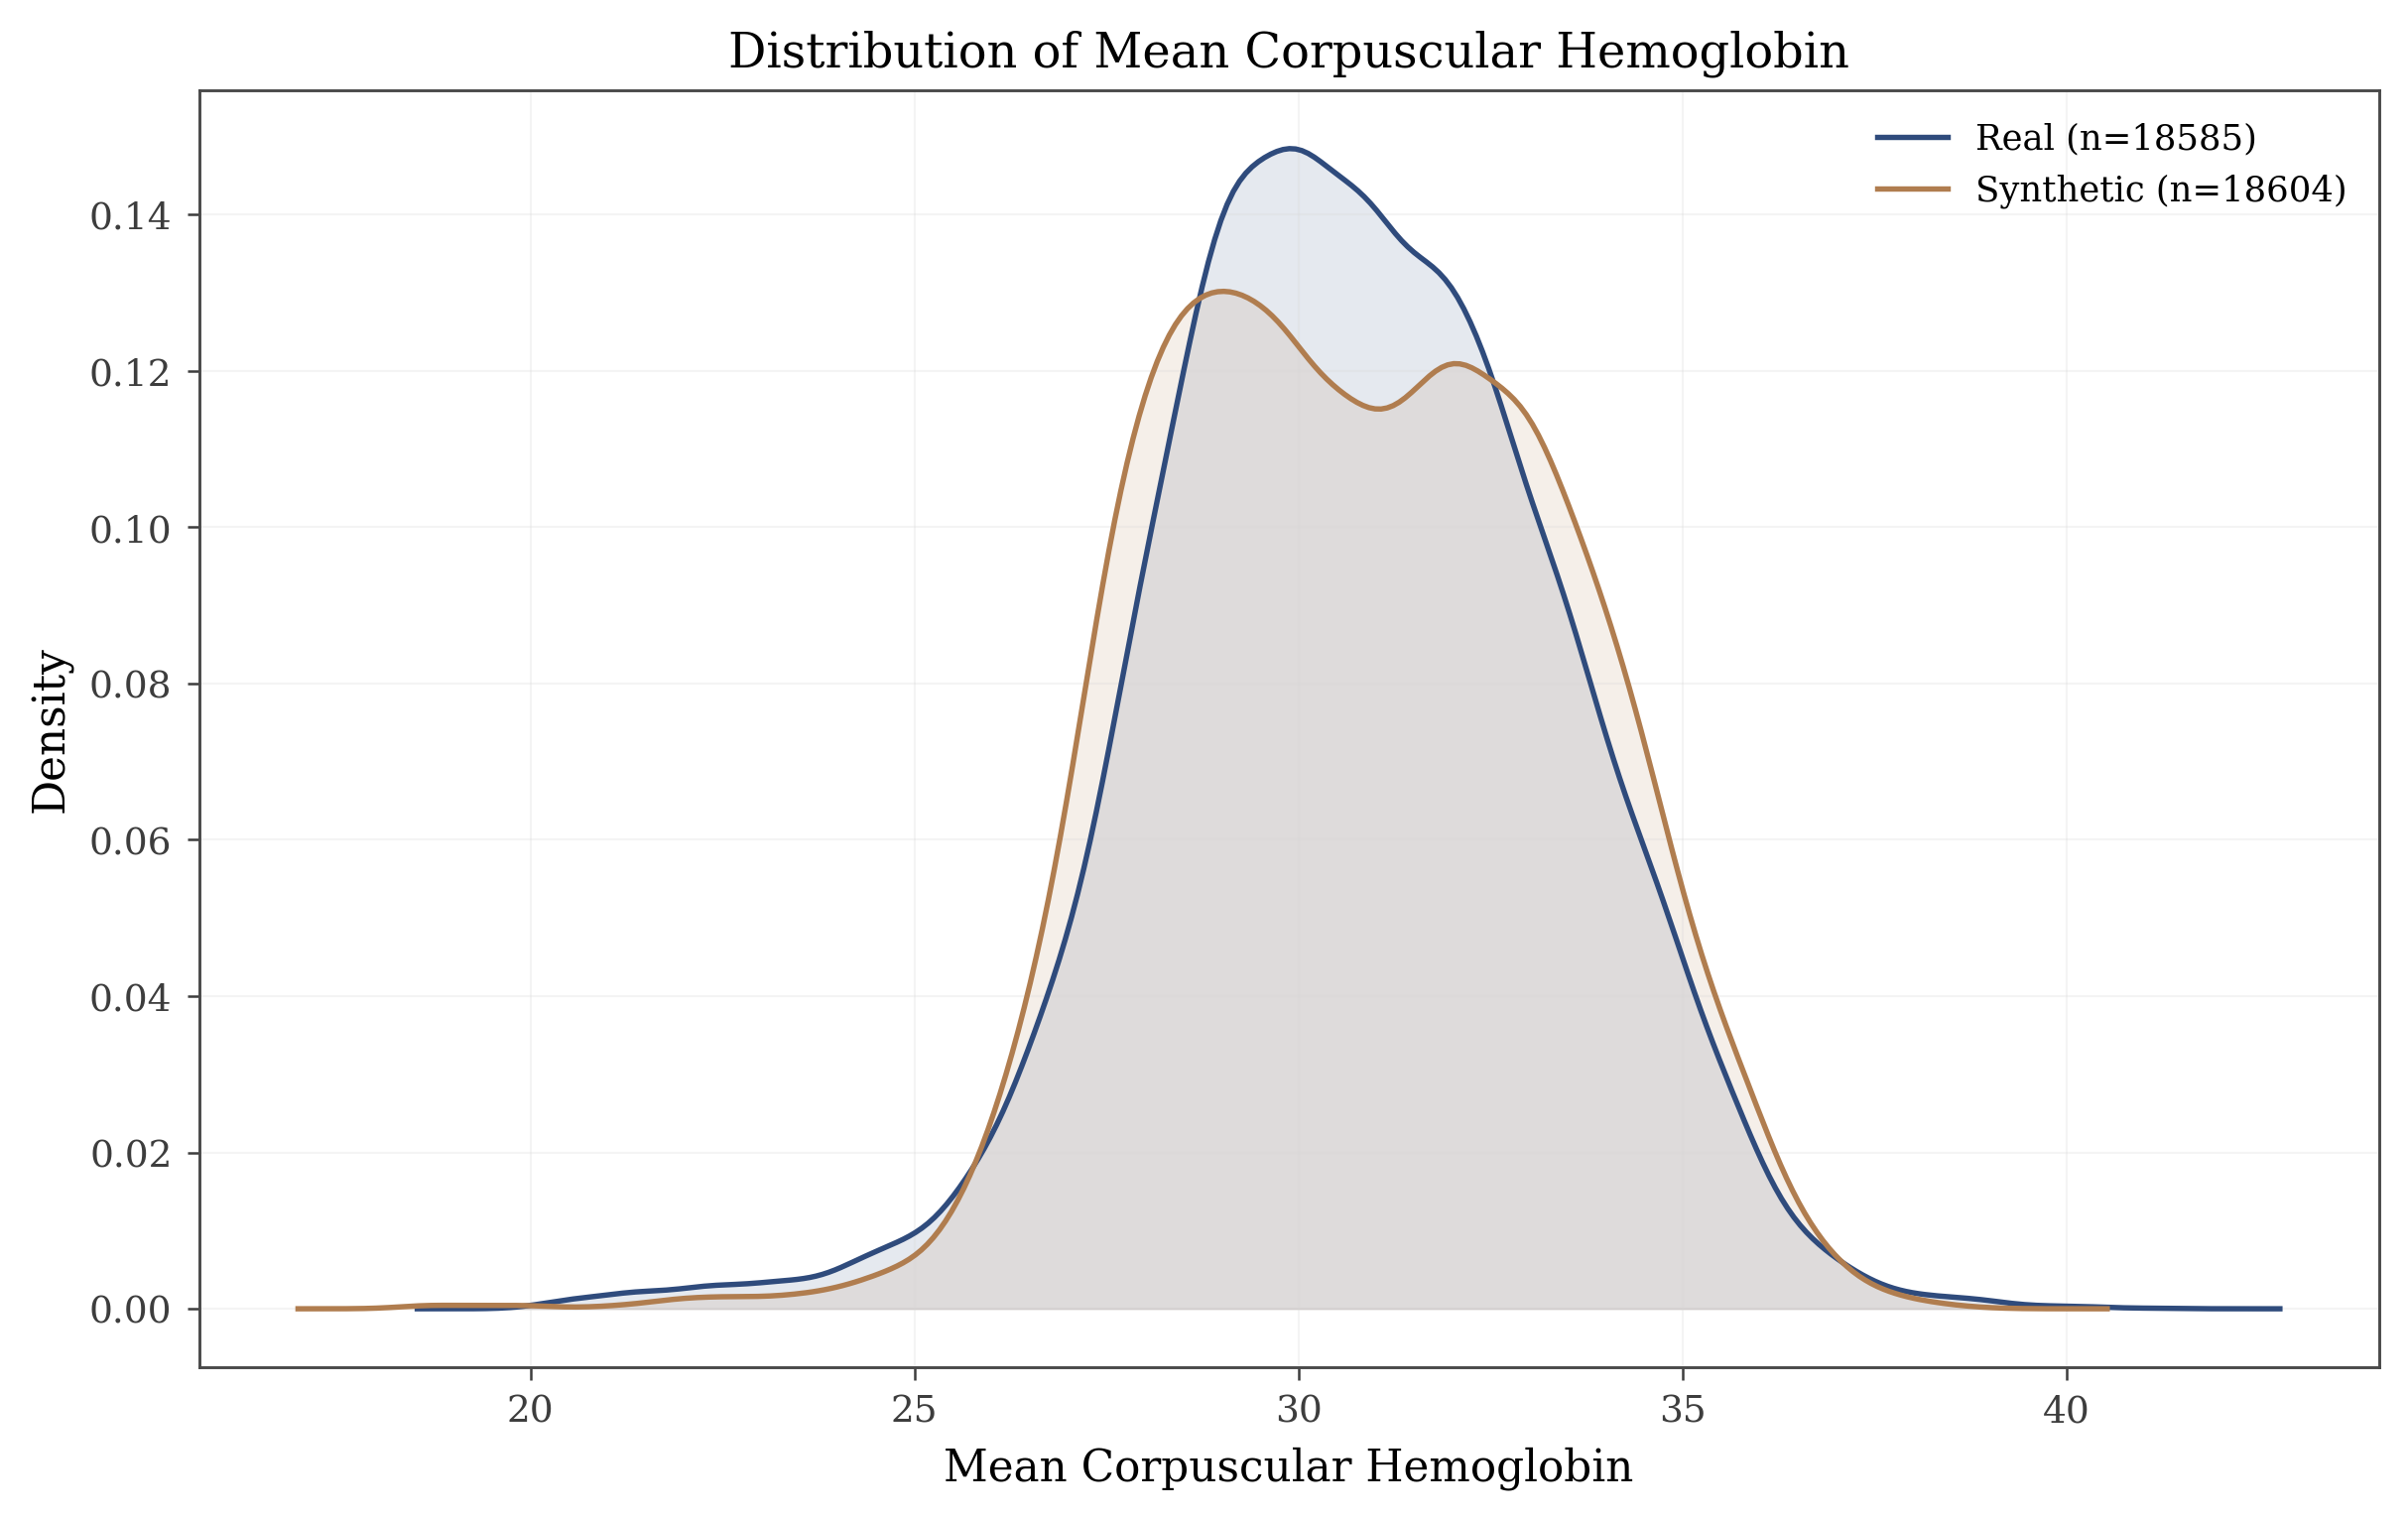 Distribution of Mean Corpuscular Hemoglobin
Real (n=18585)
Synthetic (n=18604)
Density
0.14
0.12
0.10
0.08
0.06
0.04
0.02
0.00
20 25 30 35 40
Mean Corpuscular Hemoglobin